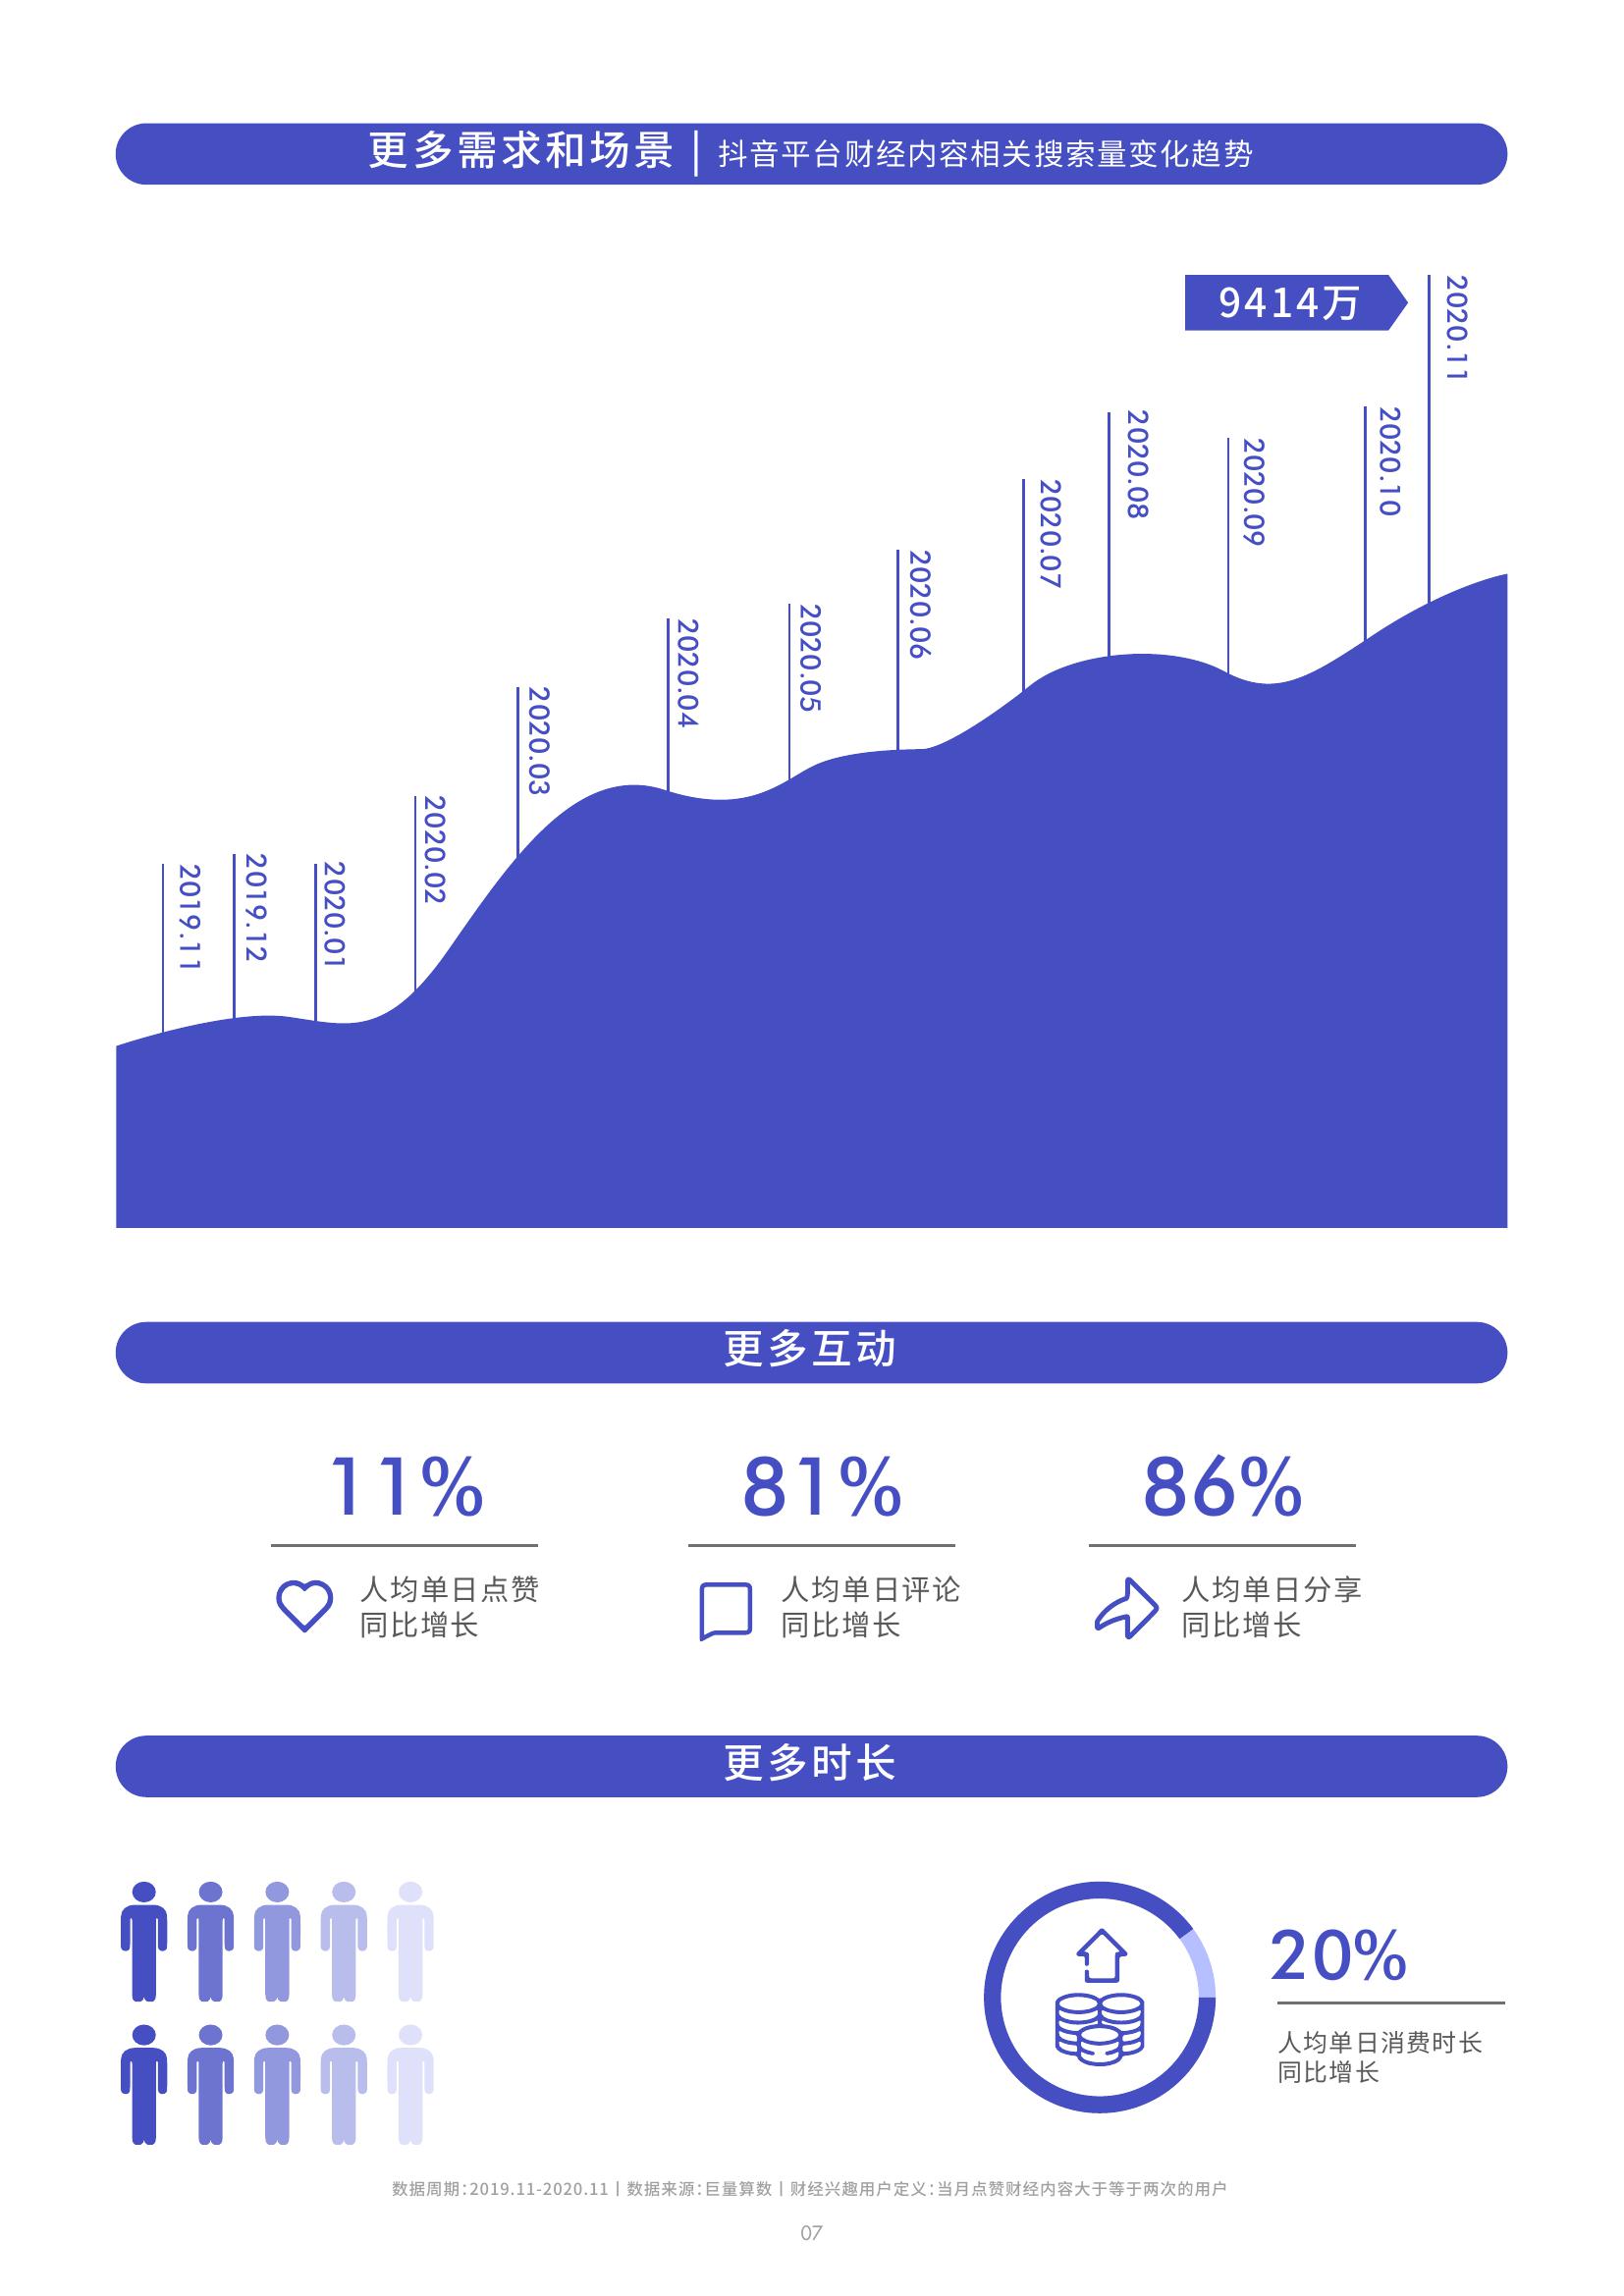 更多需求和场景 | 抖音平台财经内容相关搜索量变化趋势
9414万
2019.11
2019.12
2020.01
2020.02
2020.03
2020.04
2020.05
2020.06
2020.07
2020.08
2020.09
2020.10
2020.11
更多互动
11%
人均单日点赞
同比增长
81%
人均单日评论
同比增长
86%
人均单日分享
同比增长
更多时长
20%
人均单日消费时长
同比增长
数据周期:2019.11-2020.11 | 数据来源:巨量算数 | 财经兴趣用户定义:当月点赞财经内容大于等于两次的用户
07